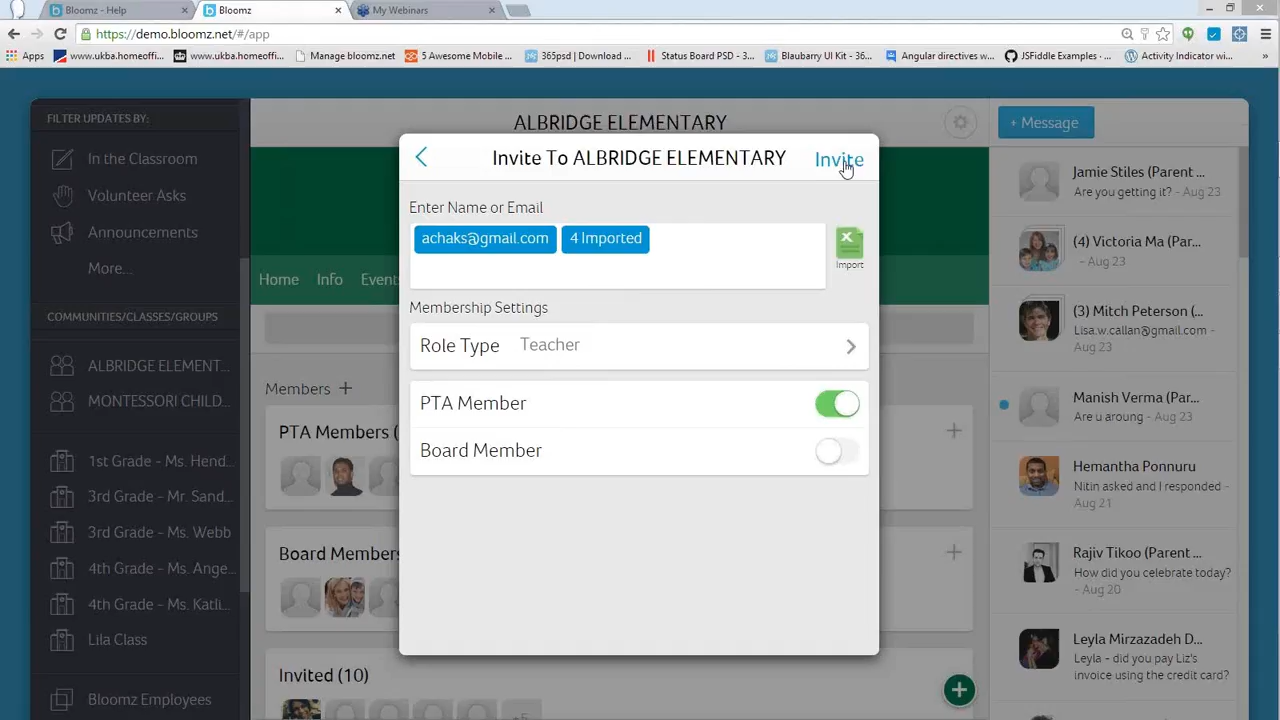 Bloomz - Help
Bloomz
My Webinars
https://demo.bloomz.net/#/app
Apps
www.ukba.homeoffi...
www.ukba.homeoffi...
Manage bloomz.net
5 Awesome Mobile ...
365psd | Download ...
Status Board PSD - 3...
Blaubarry UI Kit - 36...
Angular directives w...
JSFiddle Examples ·...
Activity Indicator wi...
»
FILTER UPDATES BY:
In the Classroom
Volunteer Asks
Announcements
More...
COMMUNITIES/CLASSES/GROUPS
ALBRIDGE ELEMENT...
MONTESSORI CHILD...
1st Grade - Ms. Hend...
3rd Grade - Mr. Sand...
3rd Grade - Ms. Webb
4th Grade - Ms. Ange...
4th Grade - Ms. Katli...
Lila Class
Bloomz Employees
ALBRIDGE ELEMENTARY
Home Info Event
Members +
PTA Members (
Board Members
Invited (10)
+5
Invite To ALBRIDGE ELEMENTARY
Invite
Enter Name or Email
achaks@gmail.com 4 Imported
Import
Membership Settings
Role Type Teacher
PTA Member
Board Member
+ Message
Jamie Stiles (Parent ...
Are you getting it? - Aug 23
(4) Victoria Ma (Par...
- Aug 23
(3) Mitch Peterson (...
Lisa.w.callan@gmail.com -
Aug 23
Manish Verma (Par...
Are u aroung - Aug 23
Hemantha Ponnuru
Nitin asked and I responded -
Aug 21
Rajiv Tikoo (Parent ...
How did you celebrate today?
- Aug 20
Leyla Mirzazadeh D...
Leyla - did you pay Liz's
invoice using the credit card?